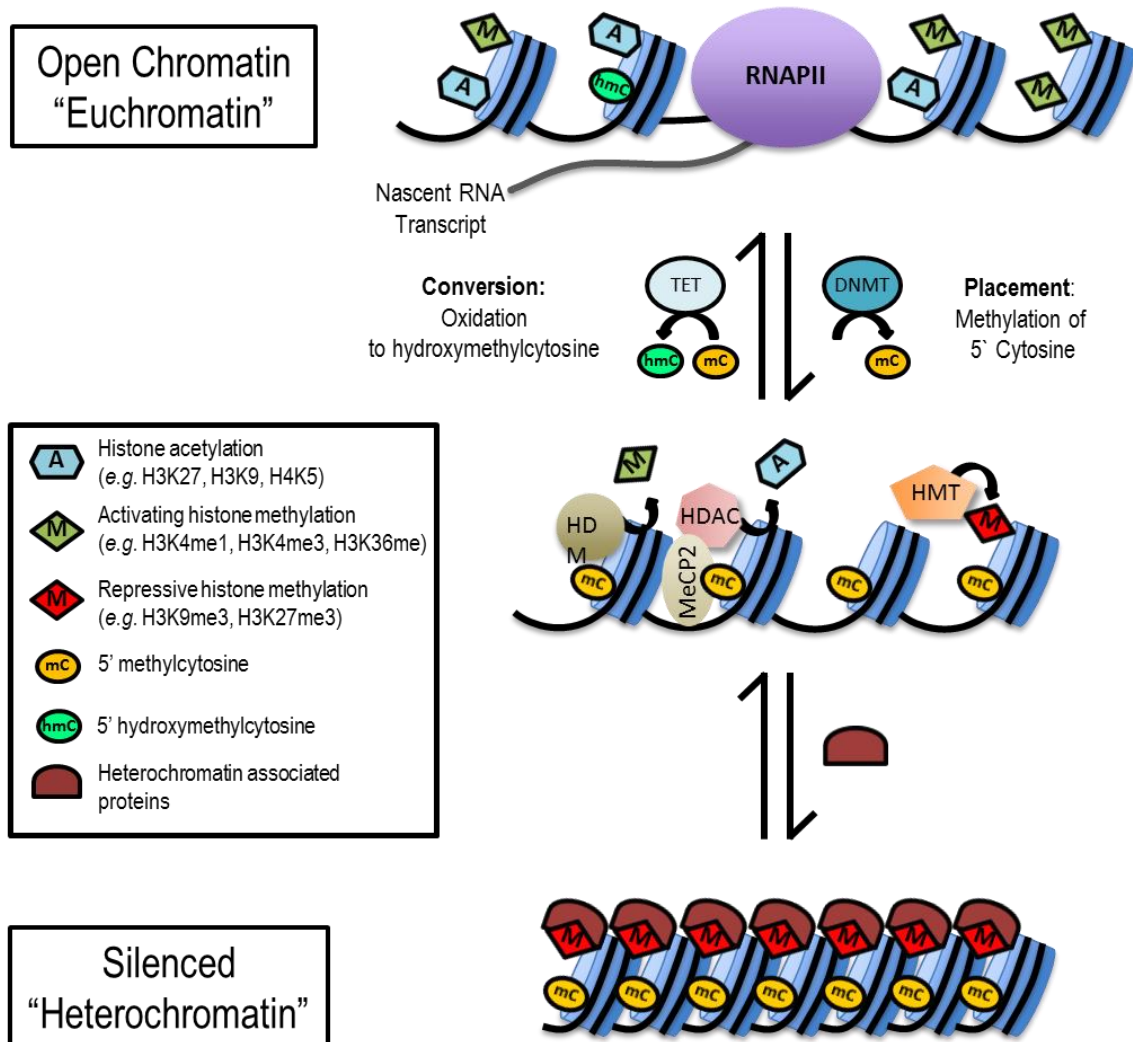 Open Chromatin
“Euchromatin”
M
A
A
hmC
RNAPII
M
A
M
M
Nascent RNA
Transcript
Conversion:
Oxidation
to hydroxymethylcytosine
TET
hmC
mC
DNMT
mC
Placement:
Methylation of
5` Cytosine
A
Histone acetylation
(e.g. H3K27, H3K9, H4K5)
M
Activating histone methylation
(e.g. H3K4me1, H3K4me3, H3K36me)
M
Repressive histone methylation
(e.g. H3K9me3, H3K27me3)
mC
5’ methylcytosine
hmC
5’ hydroxymethylcytosine
Heterochromatin associated
proteins
M
HD
M
mC
A
HDAC
MeCP2
mC
mC
HMT
M
mC
Silenced
“Heterochromatin”
M
M
M
M
M
M
M
mC
mC
mC
mC
mC
mC
mC